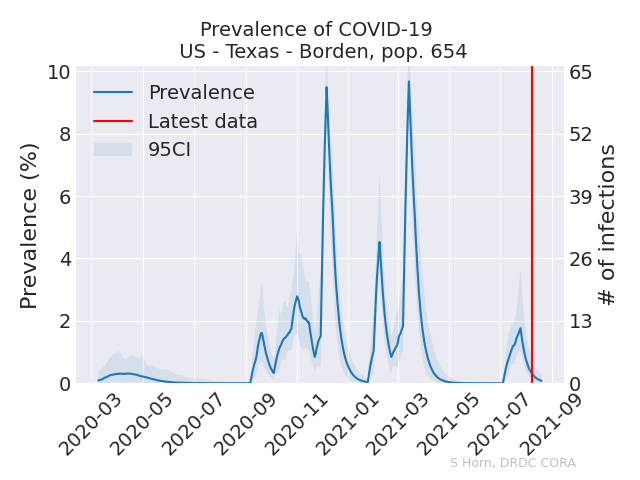 Prevalence of COVID-19
US - Texas - Borden, pop. 654
Prevalence
Latest data
95CI
Prevalence (%)
10
8
6
4
2
0
65
52
39
26
13
0
# of infections
2020-03
2020-05
2020-07
2020-09
2020-11
2021-01
2021-03
2021-05
2021-07
2021-09
S Horn, DRDC CORA